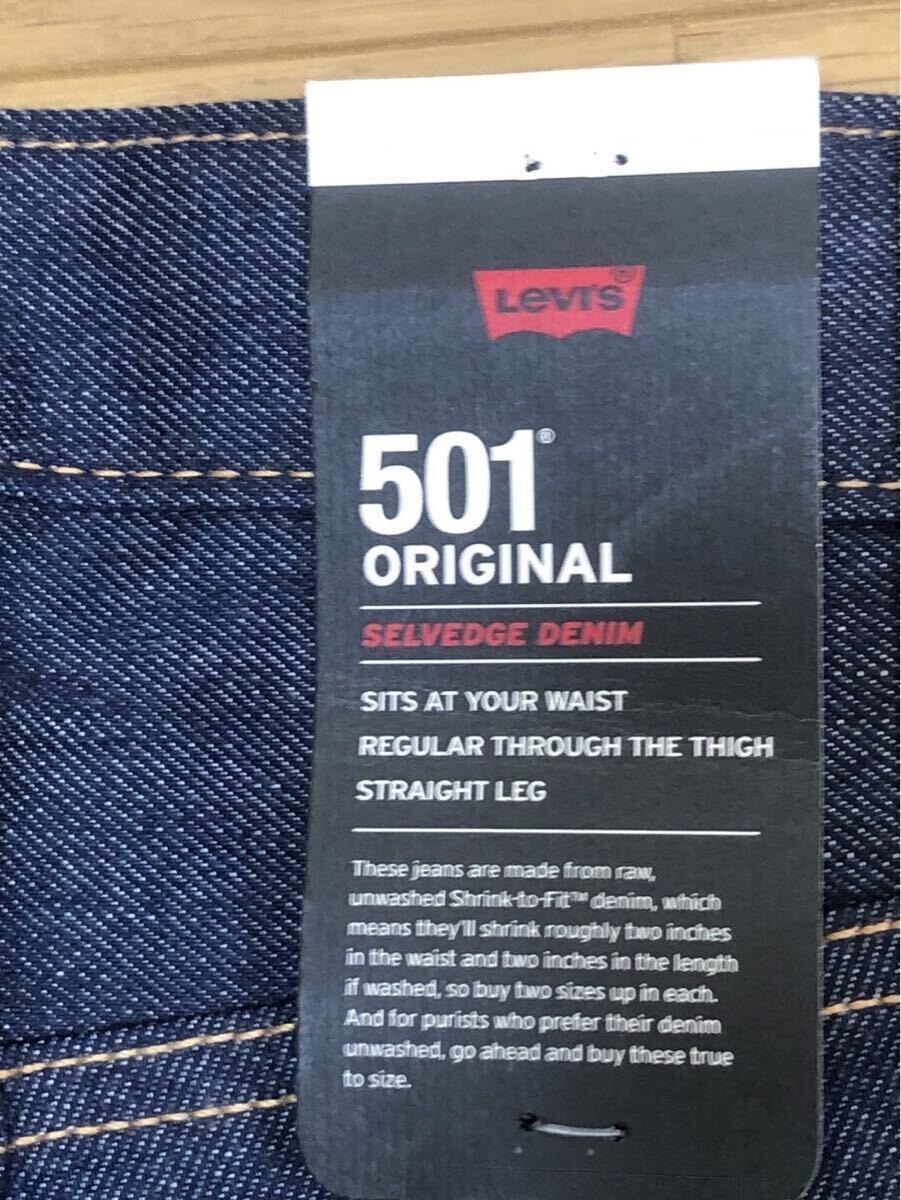 Levi's®
501®
ORIGINAL
SELVEDGE DENIM
SITS AT YOUR WAIST
REGULAR THROUGH THE THIGH
STRAIGHT LEG
These jeans are made from raw,
unwashed Shrink-to-Fit™ denim, which
means they'll shrink roughly two inches
in the waist and two inches in the length
if washed, so buy two sizes up in each.
And for purists who prefer their denim
unwashed, go ahead and buy these true
to size.